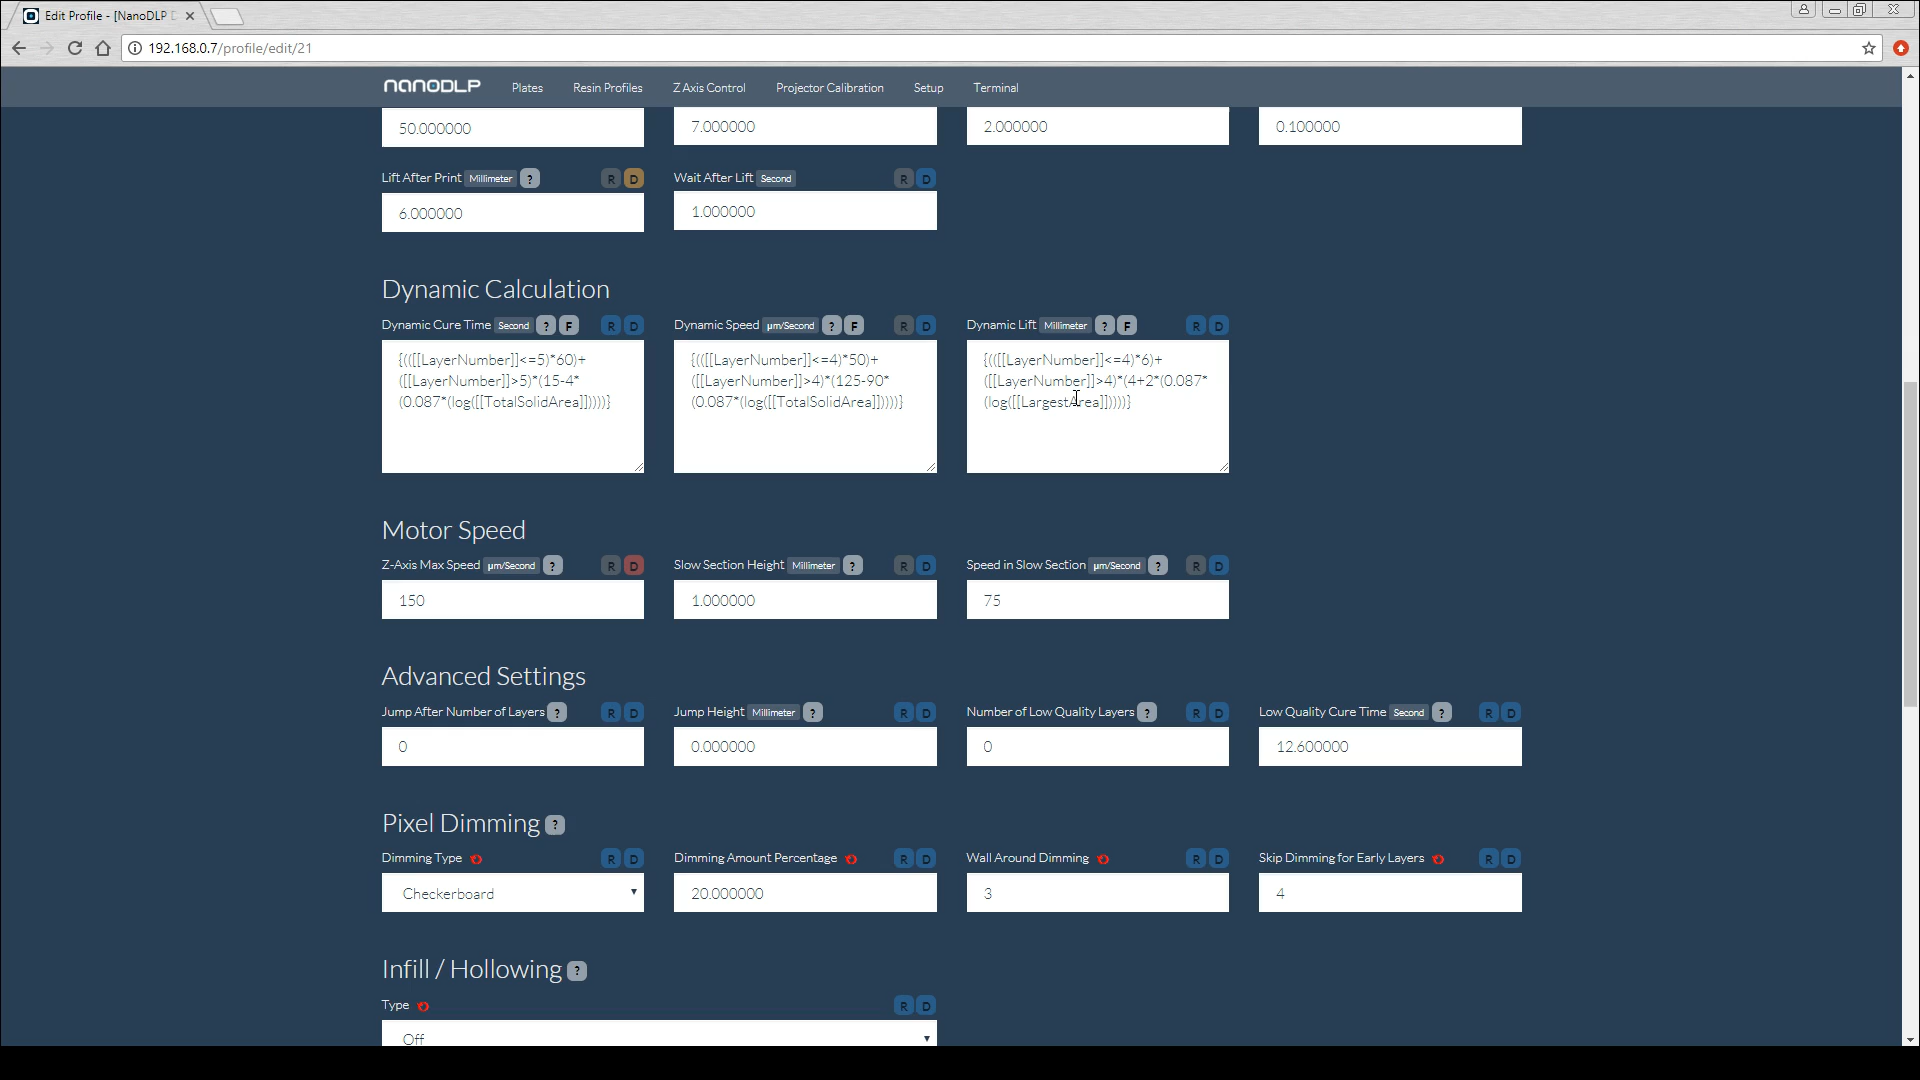 Edit Profile - [NanoDLP D
192.168.0.7/profile/edit/21
nanoDLP Plates Resin Profiles Z Axis Control Projector Calibration Setup Terminal
50.000000 7.000000 2.000000 0.100000
Lift After Print Millimeter ? R D Wait After Lift Second R D
6.000000 1.000000
Dynamic Calculation
Dynamic Cure Time Second ? F R D Dynamic Speed µm/Second ? F R D Dynamic Lift Millimeter ? F R D
{(([[LayerNumber]]<=5)*60)+
([[LayerNumber]]>5)*(15-4*
(0.087*(log([[TotalSolidArea]]))))}
{(([[LayerNumber]]<=4)*50)+
([[LayerNumber]]>4)*(125-90*
(0.087*(log([[TotalSolidArea]]))))}
{(([[LayerNumber]]<=4)*6)+
([[LayerNumber]]>4)*(4+2*(0.087*
(log([[LargestArea]]))))}
Motor Speed
Z-Axis Max Speed µm/Second ? R D Slow Section Height Millimeter ? R D Speed in Slow Section µm/Second ? R D
150 1.000000 75
Advanced Settings
Jump After Number of Layers ? R D Jump Height Millimeter ? R D Number of Low Quality Layers ? R D Low Quality Cure Time Second ? R D
0 0.000000 0 12.600000
Pixel Dimming ?
Dimming Type R D Dimming Amount Percentage R D Wall Around Dimming R D Skip Dimming for Early Layers R D
Checkerboard 20.000000 3 4
Infill / Hollowing ?
Type R D
Off